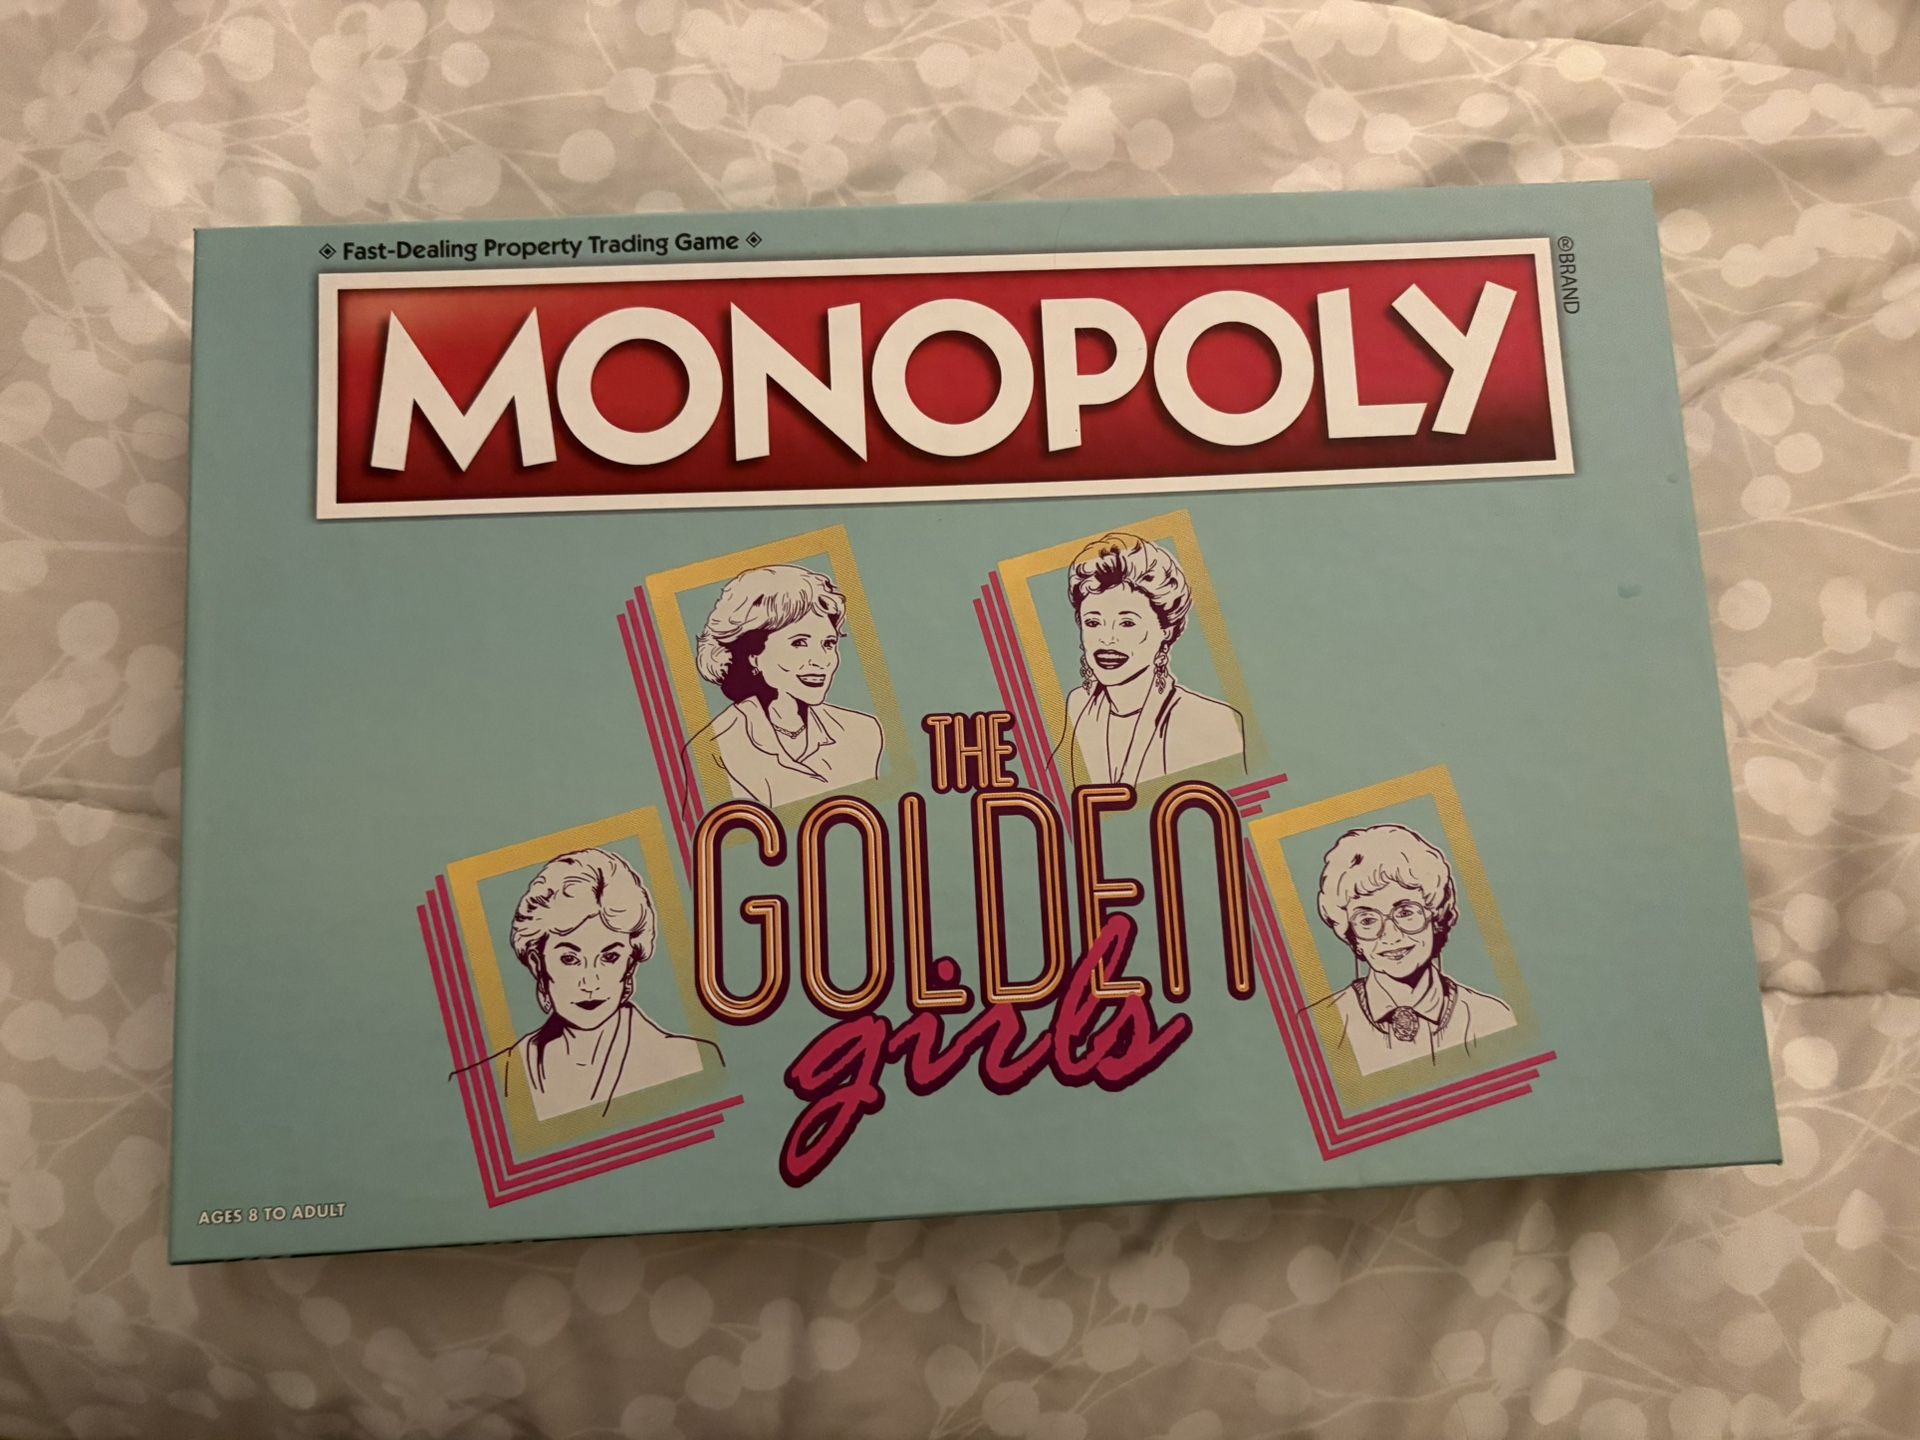 Fast-Dealing Property Trading Game
MONOPOLY
®BRAND
THE
GOLDEN
girls
AGES 8 TO ADULT